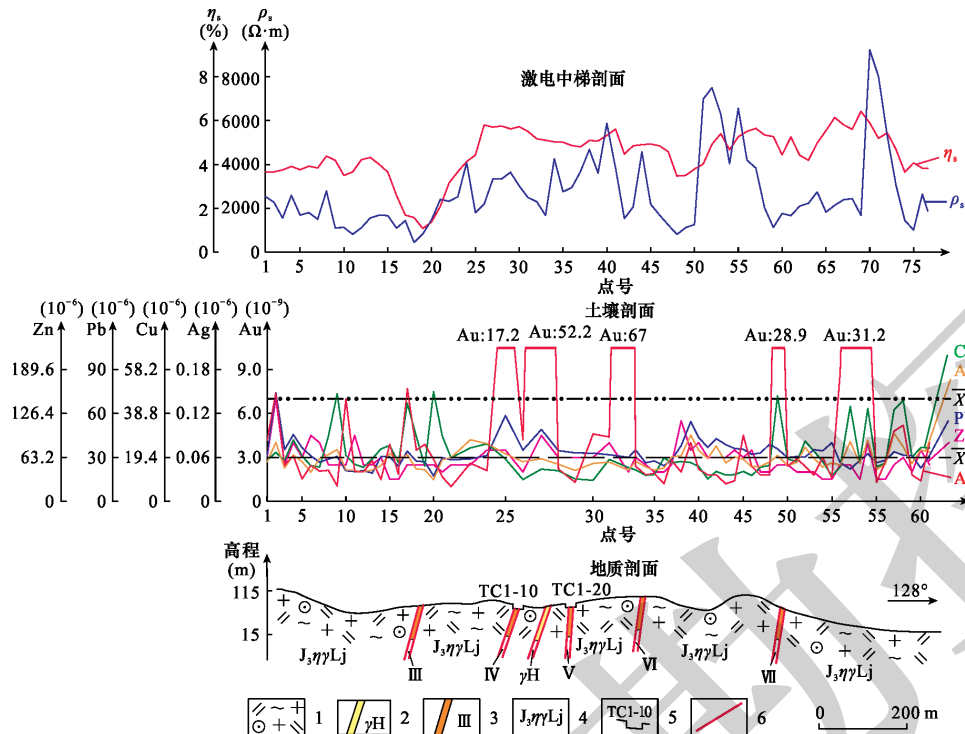 ηs ρs
(%) (Ω·m)
激电中梯剖面
8 8000
6 6000
4 4000
2 2000
0 0
ηs
ρs
1 5 10 15 20 25 30 35 40 45 50 55 60 65 70 75
点号
(10⁻⁶) (10⁻⁶) (10⁻⁶) (10⁻⁶) (10⁻⁹)
Zn Pb Cu Ag Au
土壤剖面
Au:17.2 Au:52.2 Au:67 Au:28.9 Au:31.2
189.6 90 58.2 0.18 9.0
126.4 60 38.8 0.12 6.0
63.2 30 19.4 0.06 3.0
0 0 0 0 0
C
A
X
P
Z
X
A
1 5 10 15 20 25 30 35 40 45 50 55 55 60
点号
高程
(m)
地质剖面
115
15
TC1-10 TC1-20
128°
J₃ηγLj J₃ηγLj J₃ηγLj J₃ηγLj J₃ηγLj
III IV γH V VI VII
1 γH 2 III 3 J₃ηγLj 4 TC1-10 5 6
0 200 m